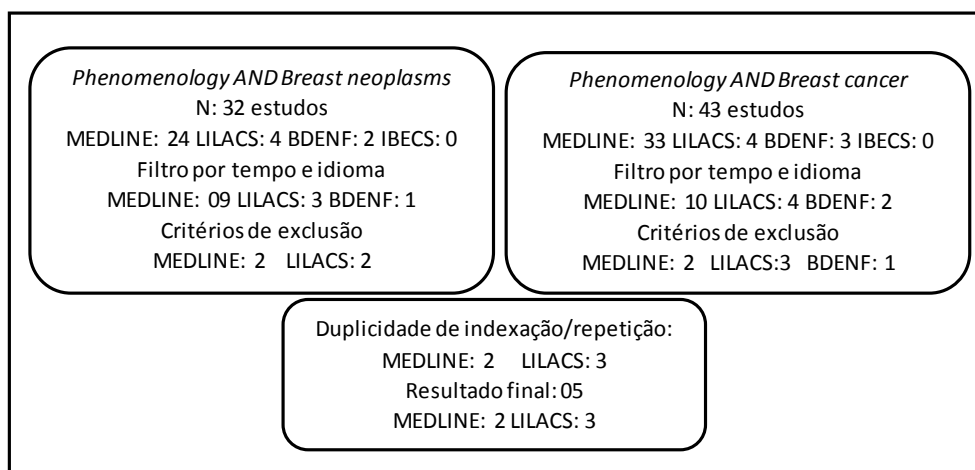 Phenomenology AND Breast neoplasms
N: 32 estudos
MEDLINE: 24 LILACS: 4 BDENF: 2 IBECS: 0
Filtro por tempo e idioma
MEDLINE: 09 LILACS: 3 BDENF: 1
Critérios de exclusão
MEDLINE: 2 LILACS: 2
Phenomenology AND Breast cancer
N: 43 estudos
MEDLINE: 33 LILACS: 4 BDENF: 3 IBECS: 0
Filtro por tempo e idioma
MEDLINE: 10 LILACS: 4 BDENF: 2
Critérios de exclusão
MEDLINE: 2 LILACS:3 BDENF: 1
Duplicidade de indexação/repetição:
MEDLINE: 2 LILACS: 3
Resultado final: 05
MEDLINE: 2 LILACS: 3